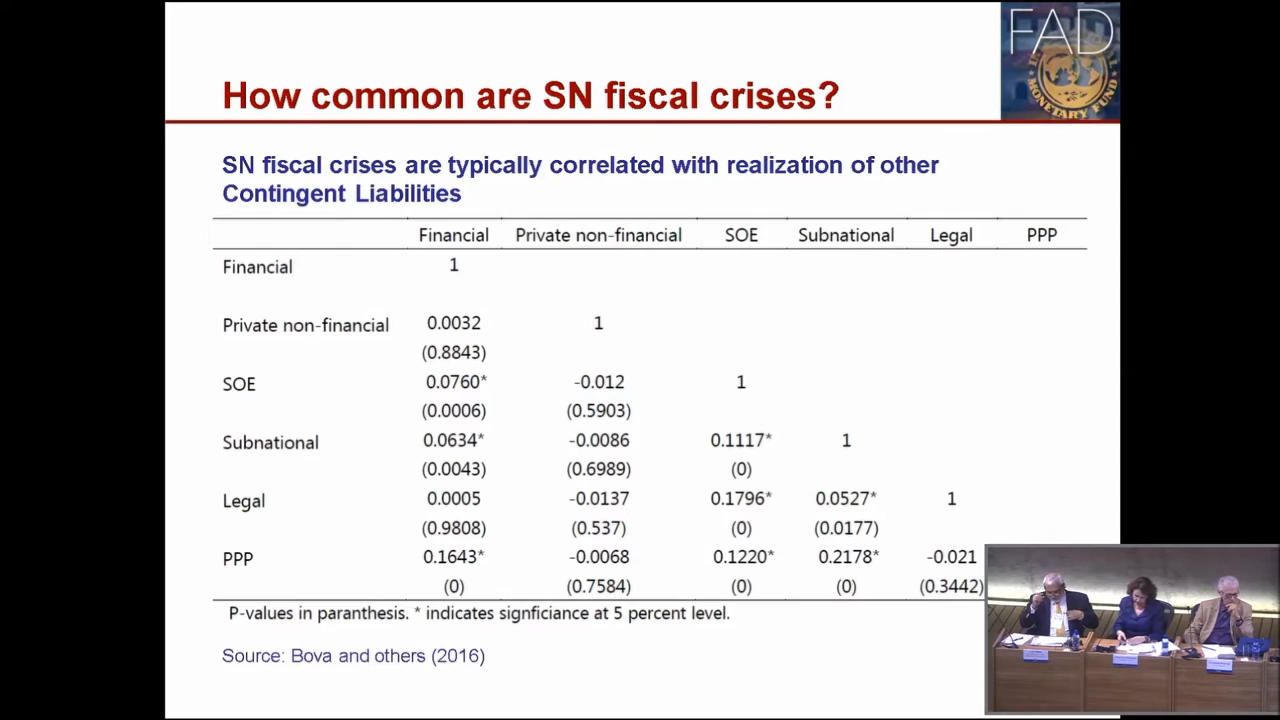 FAD
MONETARY FUND
How common are SN fiscal crises?
SN fiscal crises are typically correlated with realization of other
Contingent Liabilities
Financial Private non-financial SOE Subnational Legal PPP
Financial 1
Private non-financial 0.0032 1
(0.8843)
SOE 0.0760* -0.012 1
(0.0006) (0.5903)
Subnational 0.0634* -0.0086 0.1117* 1
(0.0043) (0.6989) (0)
Legal 0.0005 -0.0137 0.1796* 0.0527* 1
(0.9808) (0.537) (0) (0.0177)
PPP 0.1643* -0.0068 0.1220* 0.2178* -0.021
(0) (0.7584) (0) (0) (0.3442)
P-values in paranthesis. * indicates signficiance at 5 percent level.
Source: Bova and others (2016)